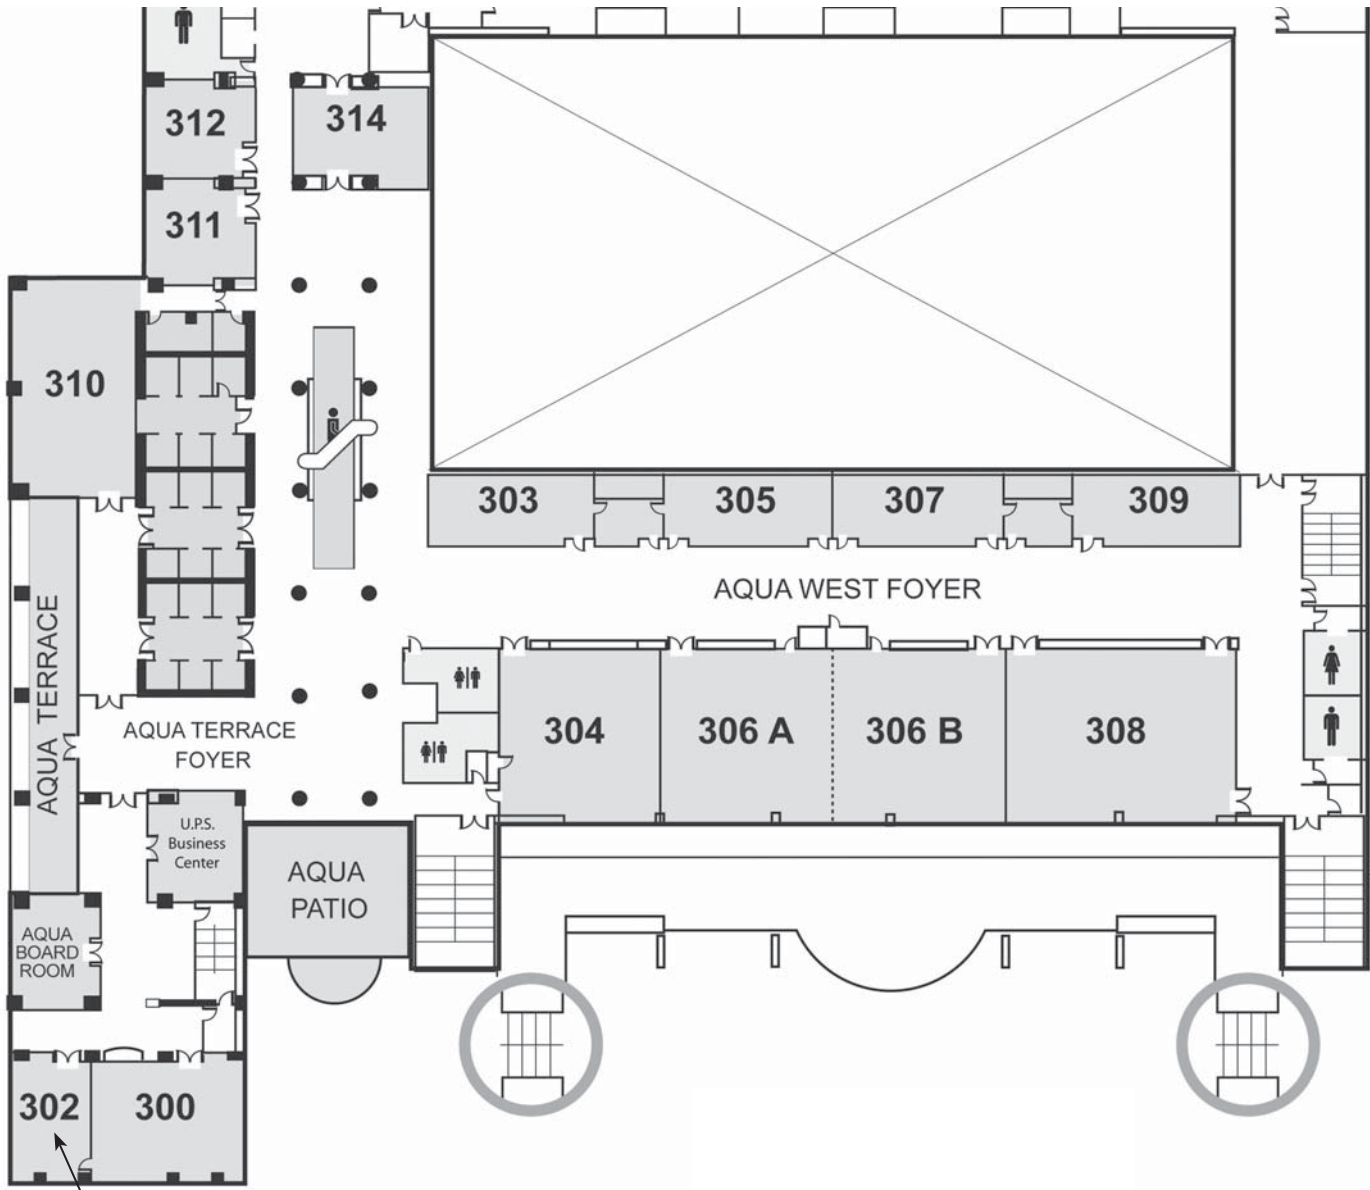 312
314
311
310
303
305
307
309
AQUA WEST FOYER
AQUA TERRACE
304
306 A
306 B
308
AQUA TERRACE
FOYER
U.P.S.
Business
Center
AQUA
PATIO
AQUA
BOARD
ROOM
302
300